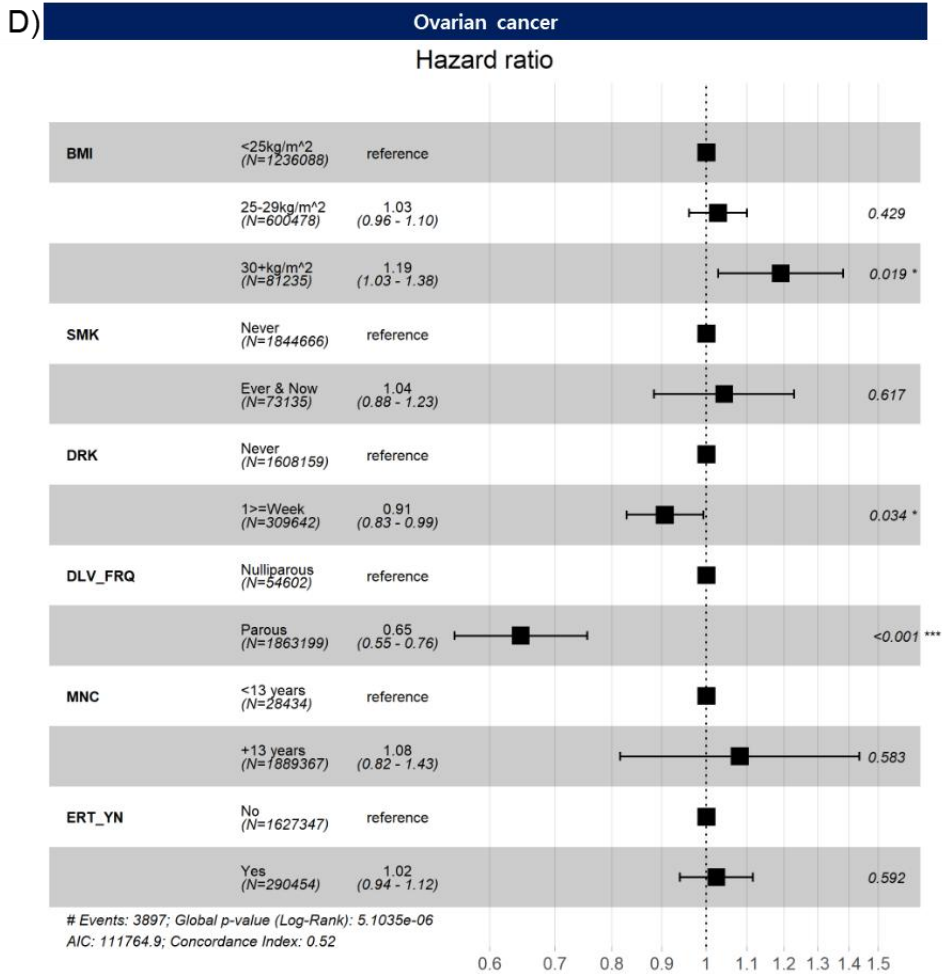 D)
Ovarian cancer
Hazard ratio
BMI <25kg/m^2 reference
(N=1236088)
25-29kg/m^2 1.03 0.429
(N=600478) (0.96 - 1.10)
30+kg/m^2 1.19 0.019 *
(N=81235) (1.03 - 1.38)
SMK Never reference
(N=1844666)
Ever & Now 1.04 0.617
(N=73135) (0.88 - 1.23)
DRK Never reference
(N=1608159)
1>=Week 0.91 0.034 *
(N=309642) (0.83 - 0.99)
DLV_FRQ Nulliparous reference
(N=54602)
Parous 0.65 <0.001 ***
(N=1863199) (0.55 - 0.76)
MNC <13 years reference
(N=28434)
+13 years 1.08 0.583
(N=1889367) (0.82 - 1.43)
ERT_YN No reference
(N=1627347)
Yes 1.02 0.592
(N=290454) (0.94 - 1.12)
# Events: 3897; Global p-value (Log-Rank): 5.1035e-06
AIC: 111764.9; Concordance Index: 0.52
0.6 0.7 0.8 0.9 1 1.1 1.2 1.3 1.4 1.5